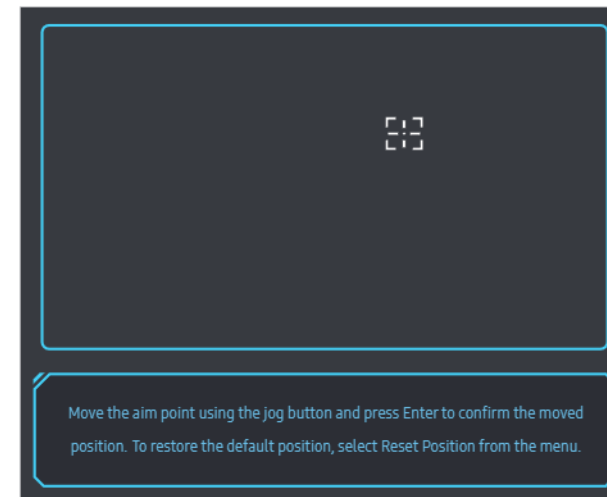 Move the aim point using the jog button and press Enter to confirm the moved
position. To restore the default position, select Reset Position from the menu.